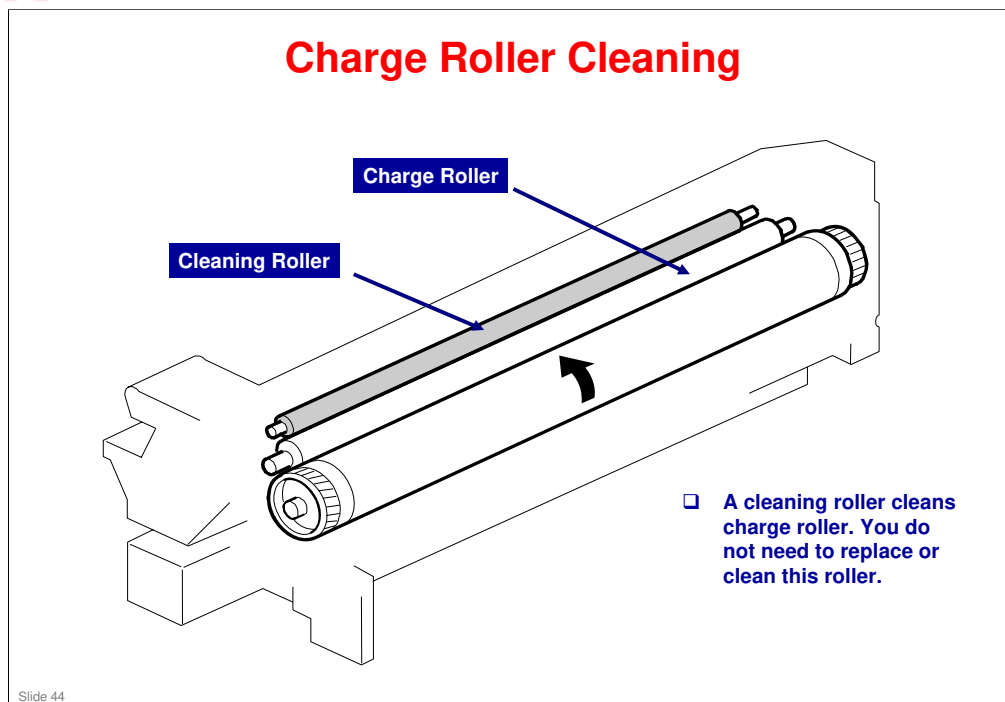 Charge Roller Cleaning
Charge Roller
Cleaning Roller
❑ A cleaning roller cleans
charge roller. You do
not need to replace or
clean this roller.
Slide 44